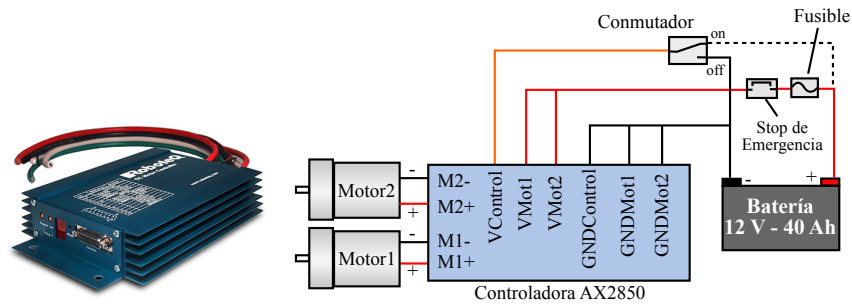 RoboteQ
Conmutador
on
off
Fusible
Stop de
Emergencia
Motor2
-
+
Motor1
-
+
M2-
M2+
M1-
M1+
VControl
VMot1
VMot2
GNDControl
GNDMot1
GNDMot2
- +
Batería
12 V - 40 Ah
Controladora AX2850